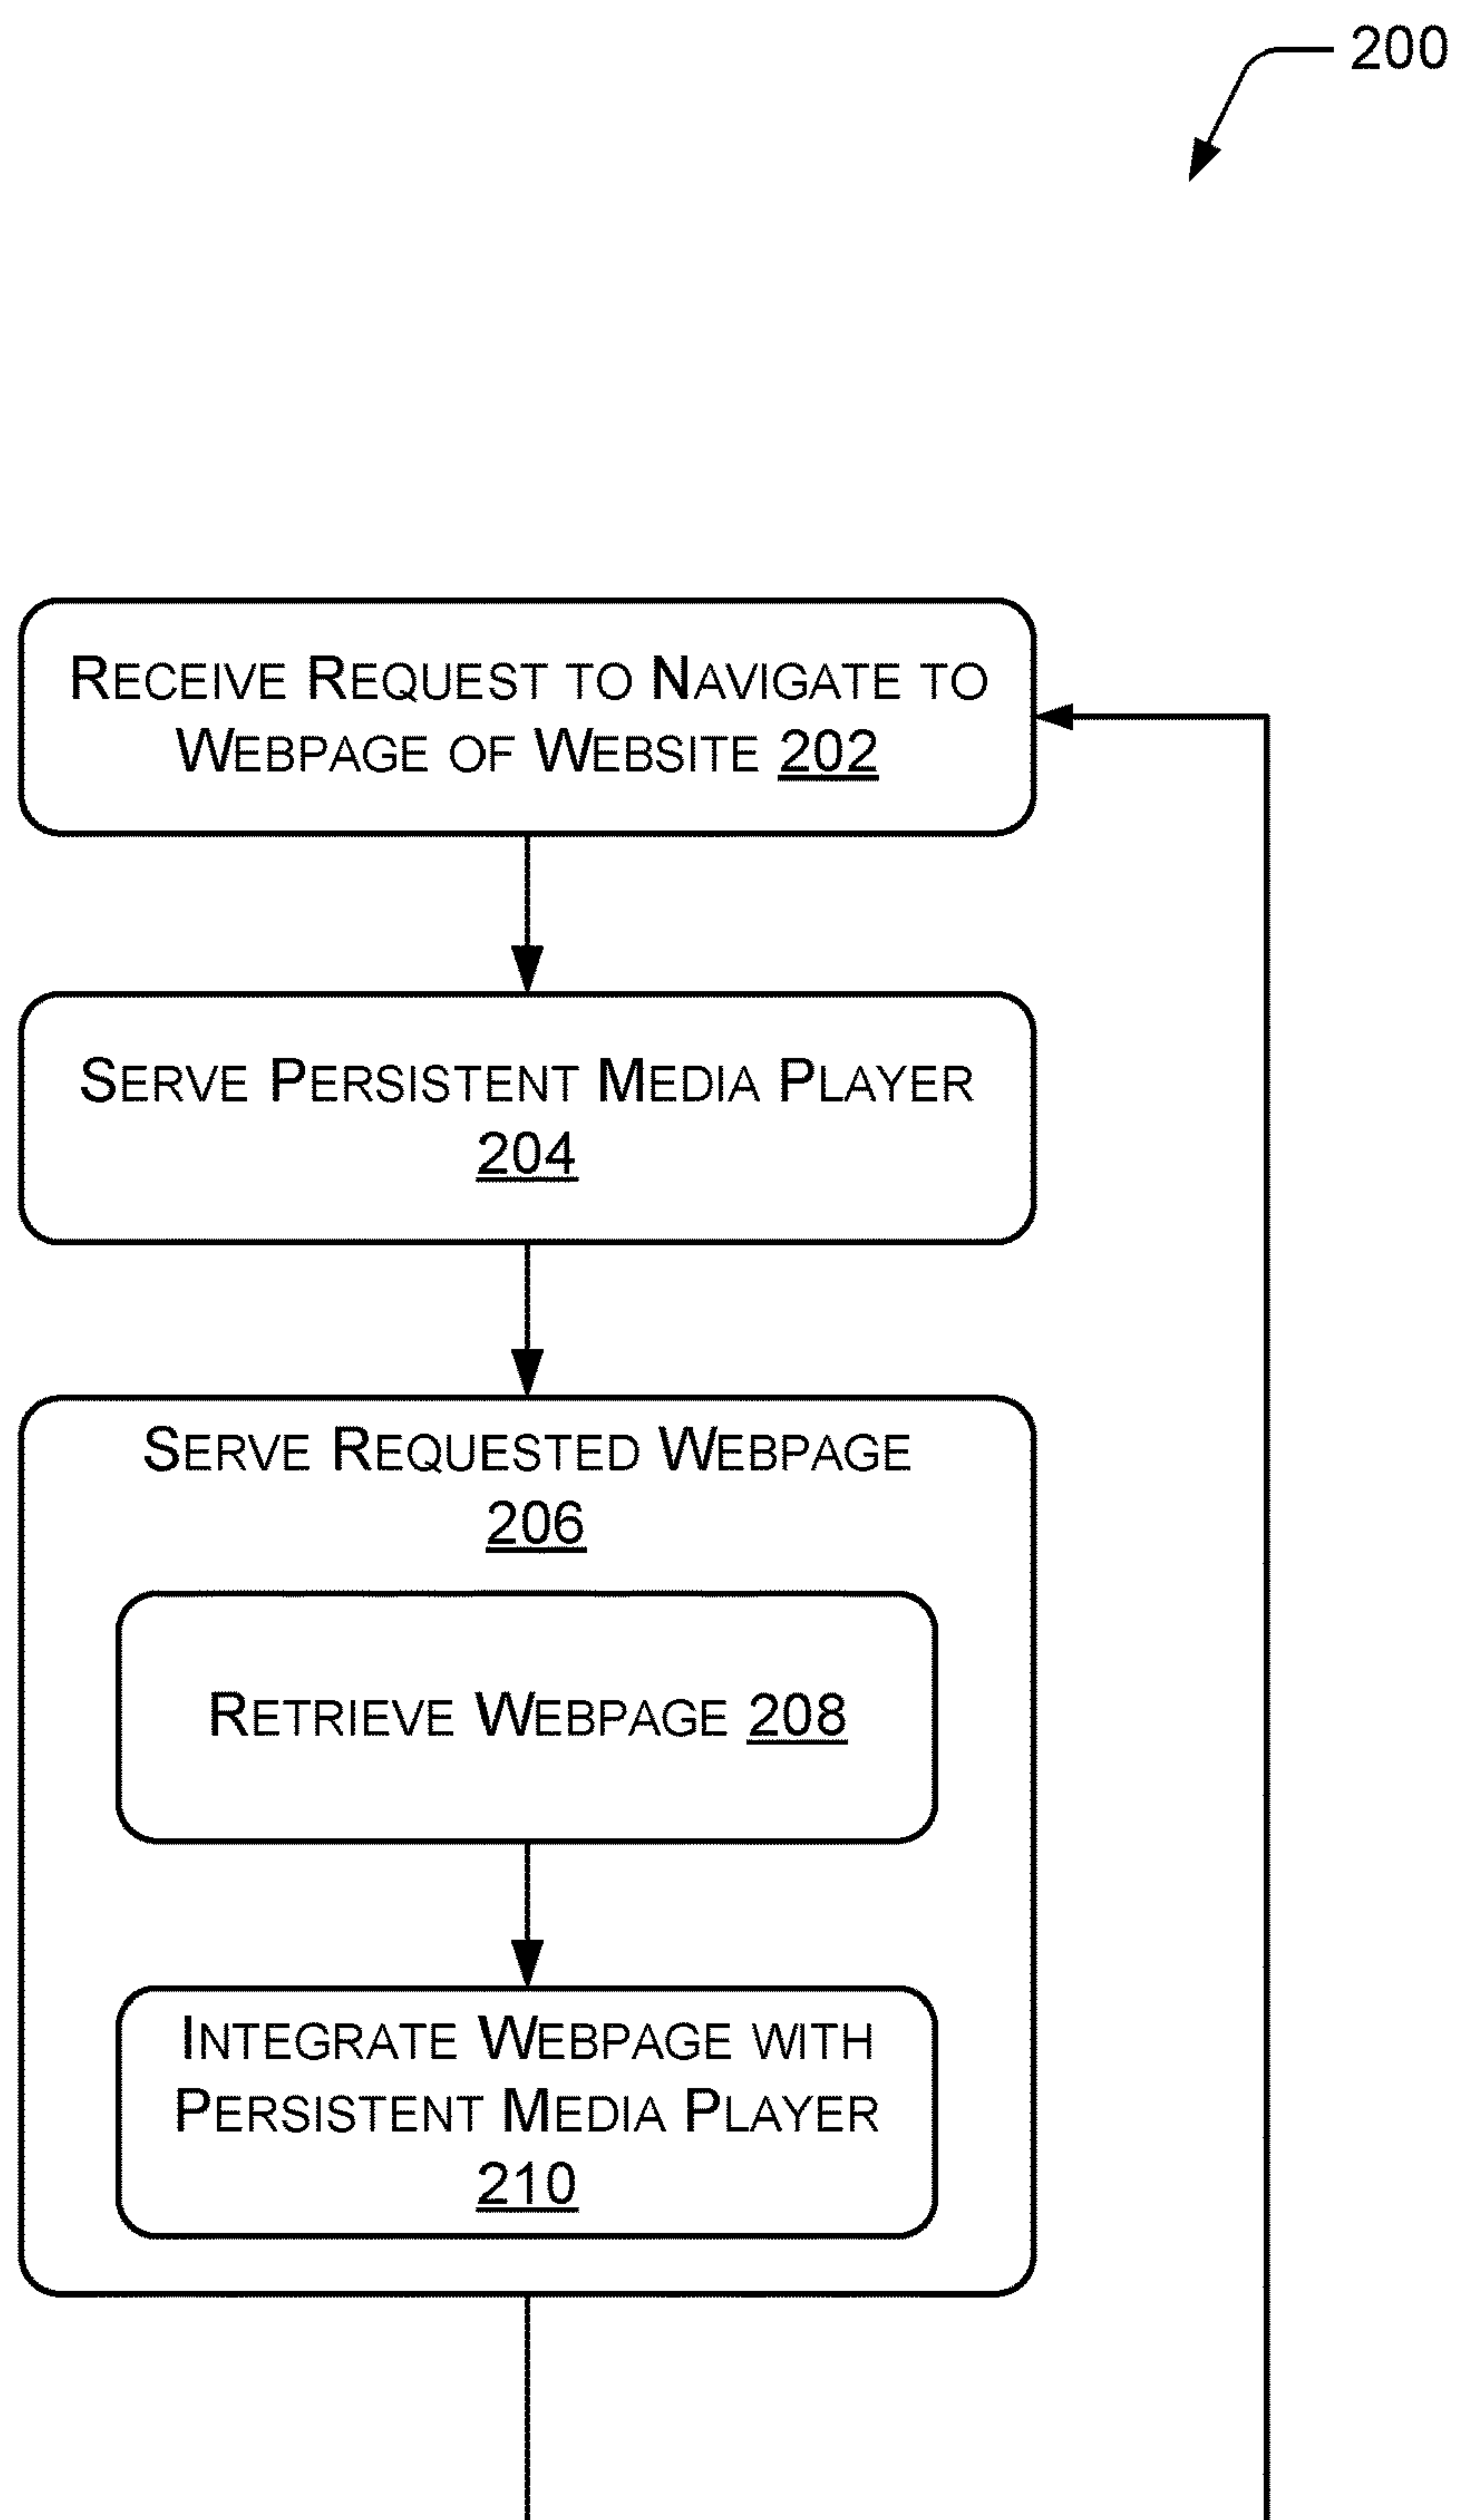 200
Receive Request to Navigate to
Webpage of Website 202
Serve Persistent Media Player
204
Serve Requested Webpage
206
Retrieve Webpage 208
Integrate Webpage with
Persistent Media Player
210